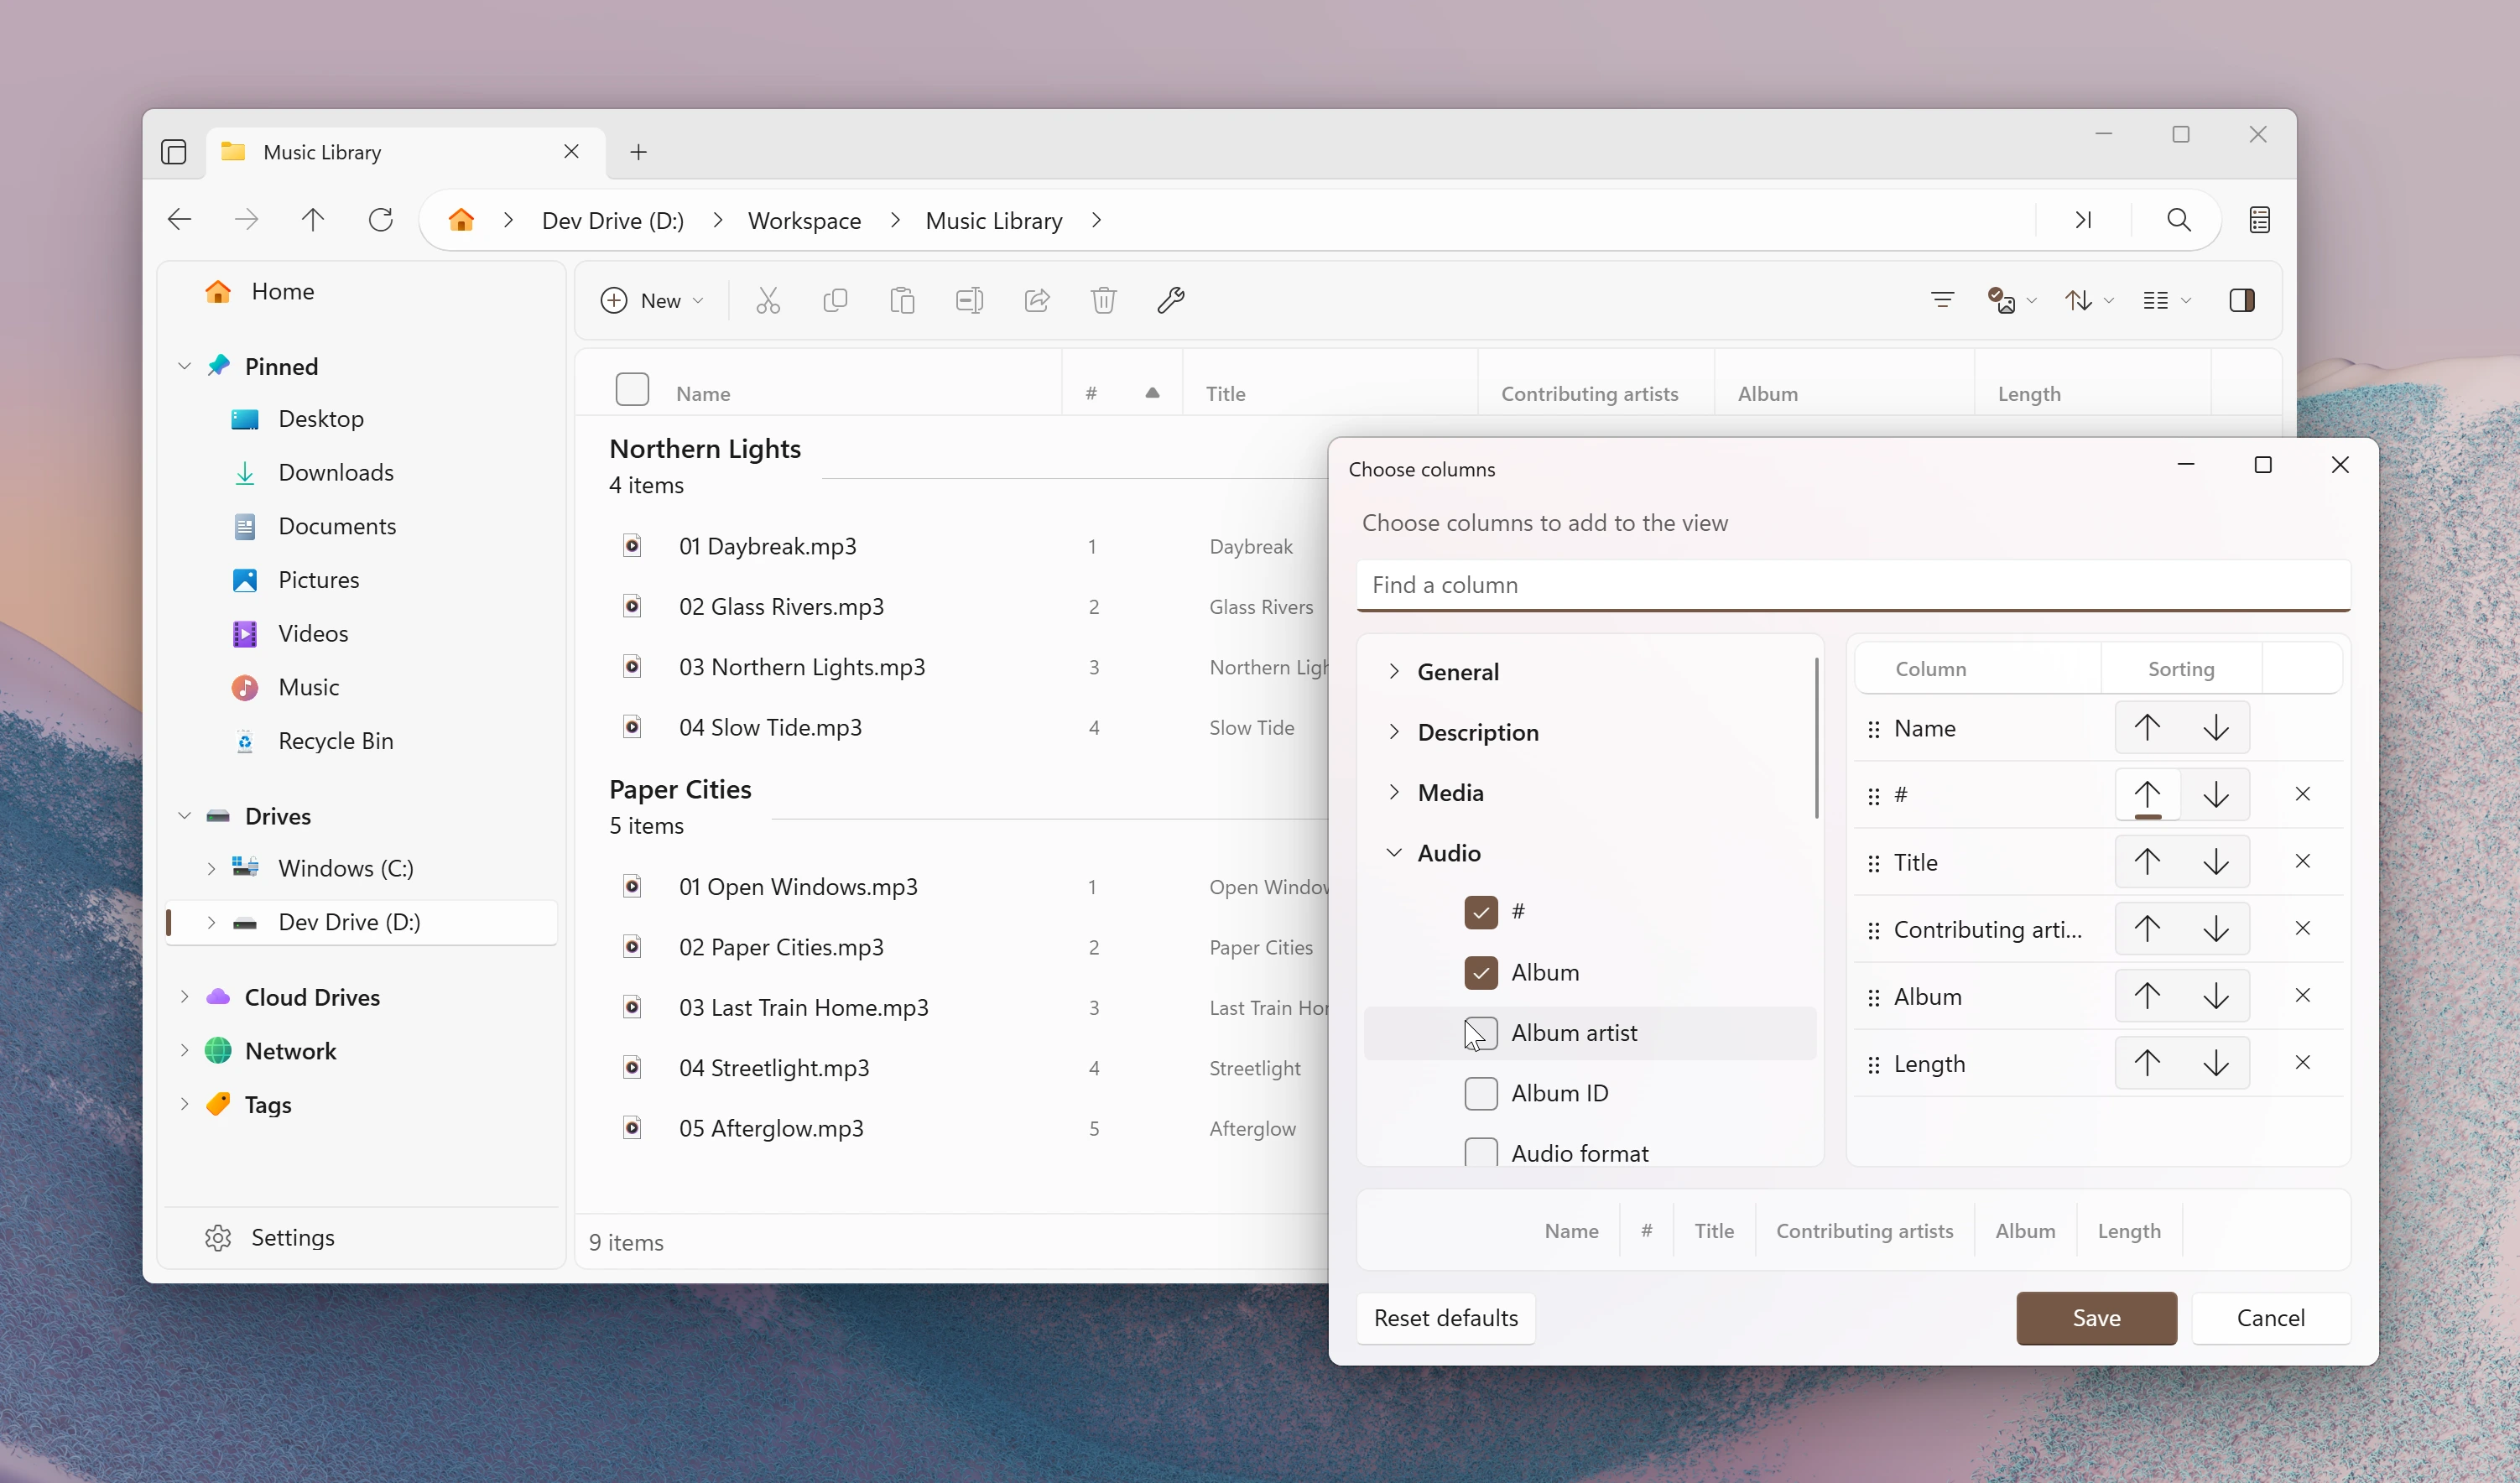 Music Library
Dev Drive (D:)
Workspace
Music Library
Home
Pinned
Desktop
Downloads
Documents
Pictures
Videos
Music
Recycle Bin
Drives
Windows (C:)
Dev Drive (D:)
Cloud Drives
Network
Tags
Settings
New
Name # Title Contributing artists Album Length
Northern Lights
4 items
01 Daybreak.mp3 1 Daybreak
02 Glass Rivers.mp3 2 Glass Rivers
03 Northern Lights.mp3 3 Northern Ligh
04 Slow Tide.mp3 4 Slow Tide
Paper Cities
5 items
01 Open Windows.mp3 1 Open Window
02 Paper Cities.mp3 2 Paper Cities
03 Last Train Home.mp3 3 Last Train Hor
04 Streetlight.mp3 4 Streetlight
05 Afterglow.mp3 5 Afterglow
9 items
Choose columns
Choose columns to add to the view
Find a column
General
Description
Media
Audio
#
Album
Album artist
Album ID
Audio format
Column Sorting
Name
#
Title
Contributing arti...
Album
Length
Name # Title Contributing artists Album Length
Reset defaults
Save
Cancel